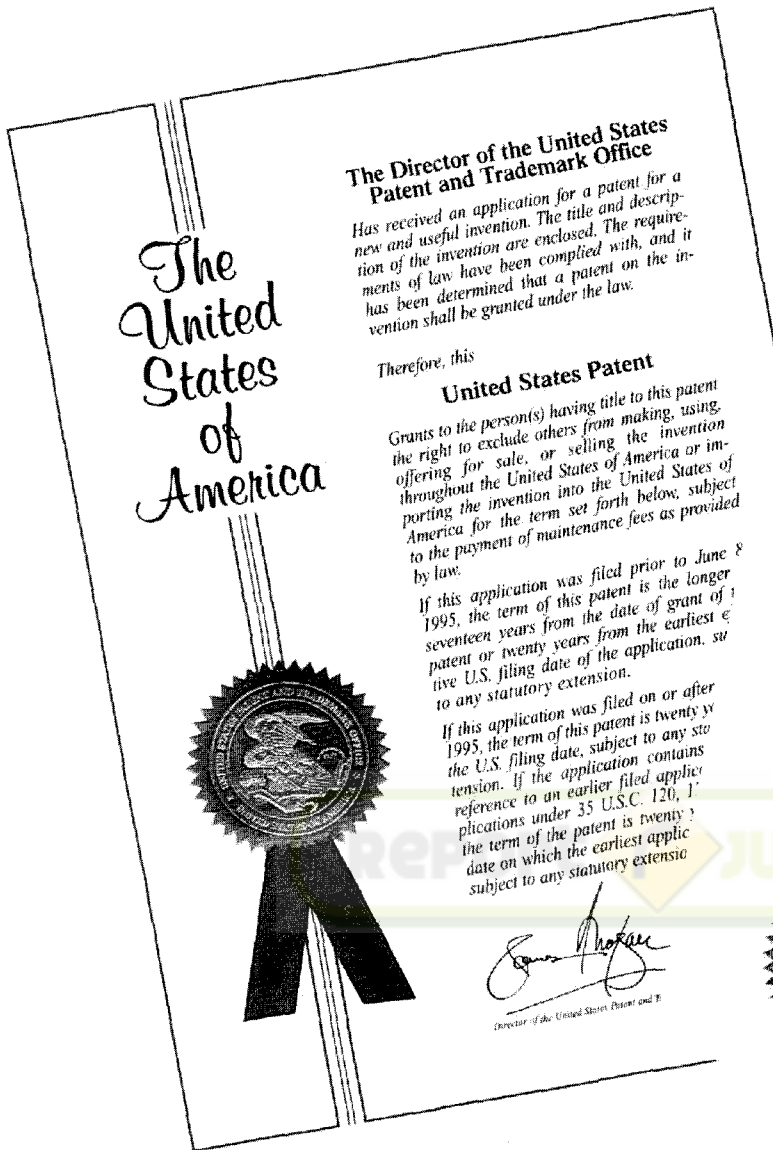 The
United
States
of
America
The Director of the United States
Patent and Trademark Office
Has received an application for a patent for a
new and useful invention. The title and descrip-
tion of the invention are enclosed. The require-
ments of law have been complied with, and it
has been determined that a patent on the in-
vention shall be granted under the law.
Therefore, this
United States Patent
Grants to the person(s) having title to this patent
the right to exclude others from making, using,
offering for sale, or selling the invention
throughout the United States of America or im-
porting the invention into the United States of
America for the term set forth below, subject
to the payment of maintenance fees as provided
by law.
If this application was filed prior to June 8
1995, the term of this patent is the longer
seventeen years from the date of grant of
patent or twenty years from the earliest
tive U.S. filing date of the application, su
to any statutory extension.
If this application was filed on or after
1995, the term of this patent is twenty
the U.S. filing date, subject to any
tension. If the application contains
reference to an earlier filed
plications under 35 U.S.C. 120,
the term of the patent is twenty
date on which the earliest applic
subject to any statutory extensio
Director of the United States Patent and